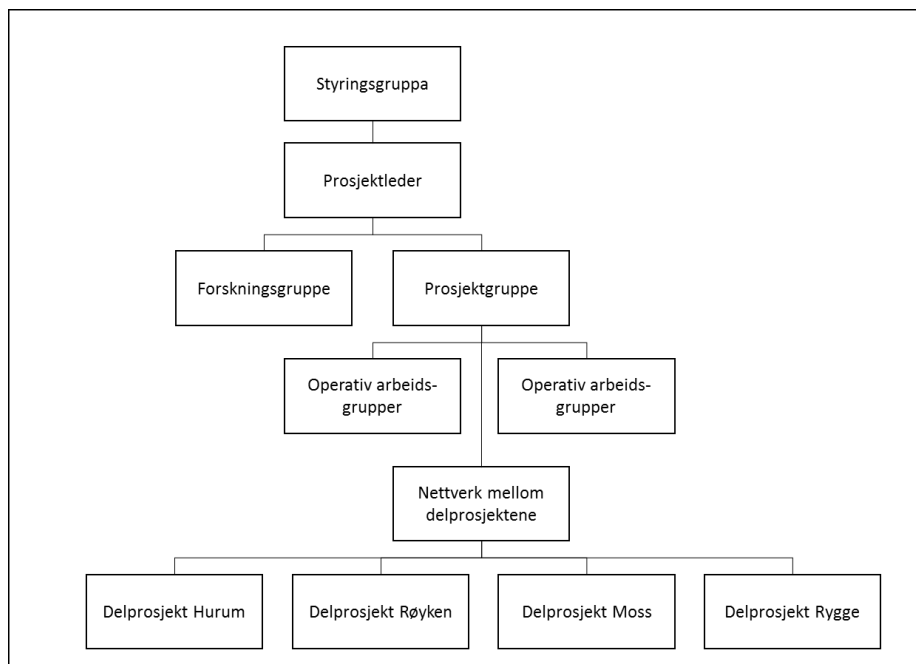 Styringsgruppa
Prosjektleder
Forskningsgruppe
Prosjektgruppe
Operativ arbeids-
grupper
Operativ arbeids-
grupper
Nettverk mellom
delprosjektene
Delprosjekt Hurum
Delprosjekt Røyken
Delprosjekt Moss
Delprosjekt Rygge